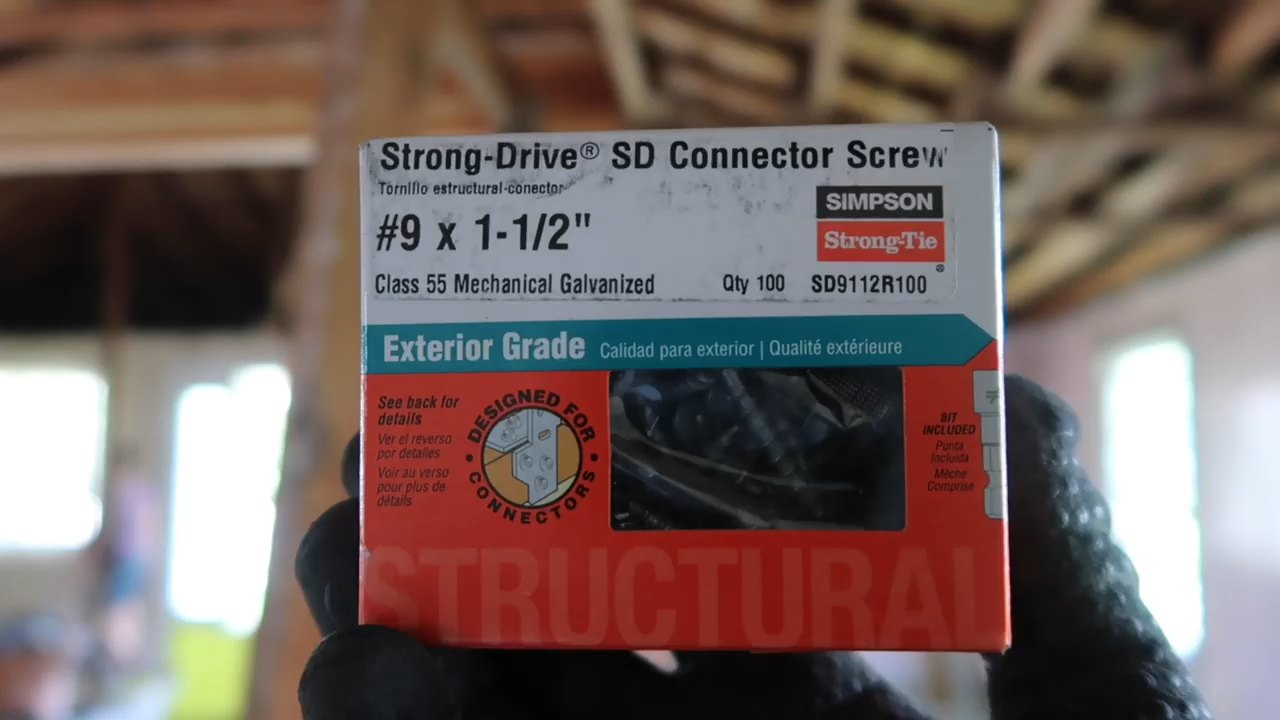 Strong-Drive® SD Connector Screw
Tornillo estructural-conector
#9 x 1-1/2"
SIMPSON
Strong-Tie
®
Class 55 Mechanical Galvanized
Qty 100 SD9112R100
Exterior Grade
Calidad para exterior | Qualité extérieure
See back for
details
Ver el reverso
por detalles
Voir au verso
pour plus de
détails
DESIGNED FOR
• CONNECTORS •
BIT
INCLUDED
Punta
Incluida
Mèche
Comprise
STRUCTURAL